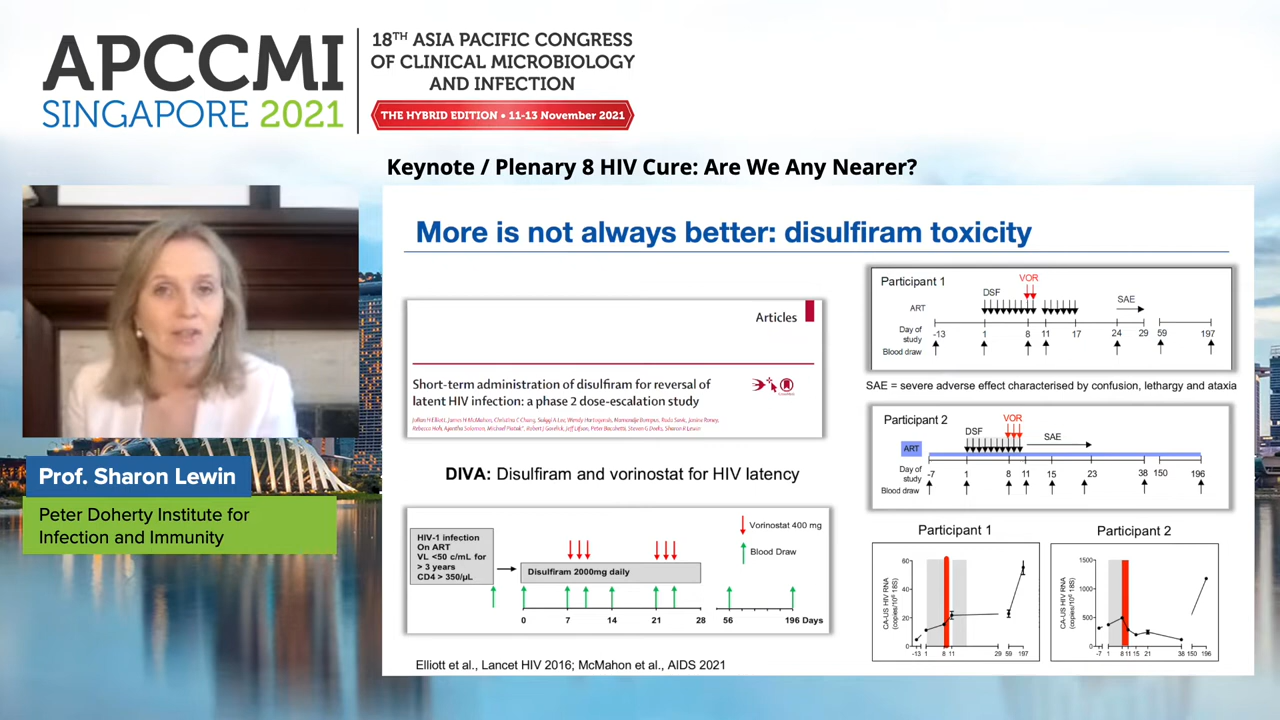 APCCMI
SINGAPORE 2021
18TH ASIA PACIFIC CONGRESS
OF CLINICAL MICROBIOLOGY
AND INFECTION
THE HYBRID EDITION • 11-13 November 2021
Keynote / Plenary 8 HIV Cure: Are We Any Nearer?
Prof. Sharon Lewin
Peter Doherty Institute for
Infection and Immunity
More is not always better: disulfiram toxicity
Articles
Short-term administration of disulfiram for reversal of
latent HIV infection: a phase 2 dose-escalation study
DIVA: Disulfiram and vorinostat for HIV latency
HIV-1 infection
On ART
VL <50 c/mL for
> 3 years
CD4 > 350/µL
Disulfiram 2000mg daily
Vorinostat 400 mg
Blood Draw
0 7 14 21 28 56 196 Days
Elliott et al., Lancet HIV 2016; McMahon et al., AIDS 2021
Participant 1
VOR
DSF
SAE
ART
Day of
study
-13 1 8 11 17 24 29 59 197
Blood draw
SAE = severe adverse effect characterised by confusion, lethargy and ataxia
Participant 2
VOR
DSF
SAE
ART
Day of
study
-7 1 8 11 15 23 38 150 196
Blood draw
Participant 1
CA-US HIV RNA
(copies/10⁶ 18S)
60
40
20
0
-13 1 8 11 29 59 197
Participant 2
CA-US HIV RNA
(copies/10⁶ 18S)
1500
1000
500
0
-7 1 8 11 15 21 38 150 196